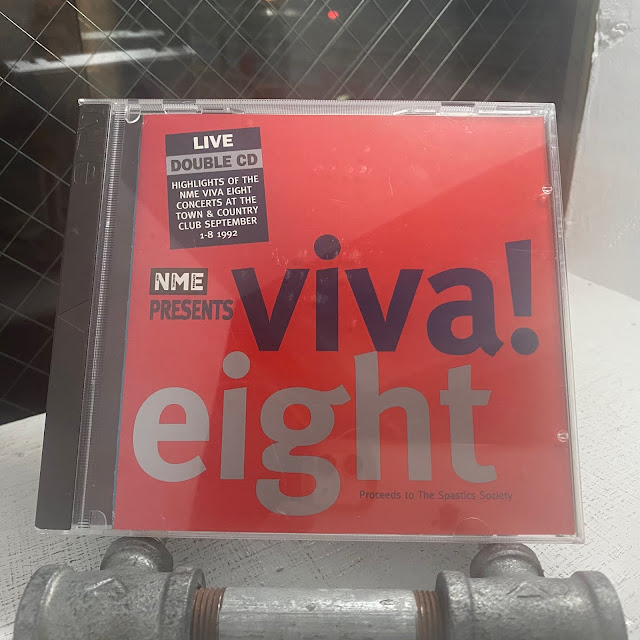 LIVE
DOUBLE CD
HIGHLIGHTS OF THE
NME VIVA EIGHT
CONCERTS AT THE
TOWN & COUNTRY
CLUB SEPTEMBER
1-8 1992
NME
PRESENTS
viva!
eight
Proceeds to The Spastics Society